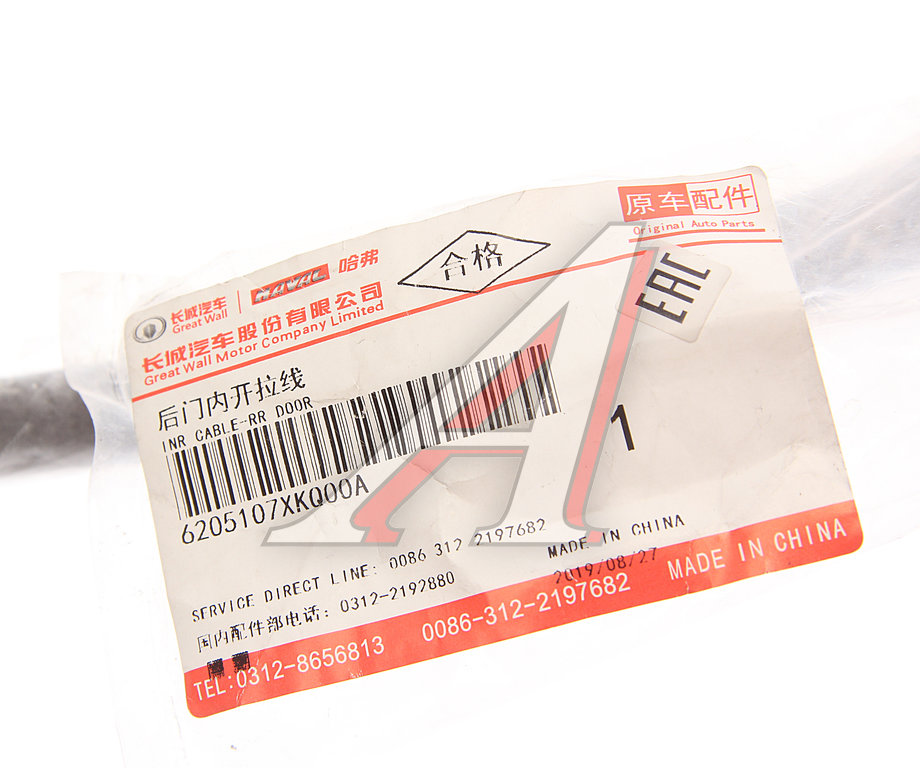 原车配件
Original Auto Parts
长城汽车
Great Wall
HAVAL 哈弗
合格
长城汽车股份有限公司
Great Wall Motor Company Limited
EAC
后门内开拉线
INR CABLE-RR DOOR
6205107XKQ00A
1
SERVICE DIRECT LINE: 0086 312 2197682
MADE IN CHINA
国内配件部电话: 0312-2192880
2019/08/27
TEL:0312-8656813 0086-312-2197682 MADE IN CHINA